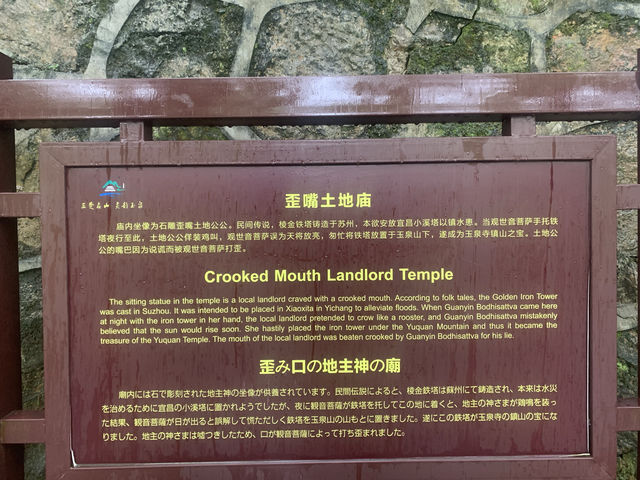 三楚名山 灵韵玉泉
歪嘴土地庙
庙内坐像为石雕歪嘴土地公公。民间传说，棱金铁塔铸造于苏州，本欲安放宜昌小溪塔以镇水患。当观世音菩萨手托铁
塔夜行至此，土地公公佯装鸡叫，观世音菩萨误为天将放亮，匆忙将铁塔放置于玉泉山下，遂成为玉泉寺镇山之宝。土地公
公的嘴巴因为说谎而被观世音菩萨打歪。
Crooked Mouth Landlord Temple
The sitting statue in the temple is a local landlord craved with a crooked mouth. According to folk tales, the Golden Iron Tower
was cast in Suzhou. It was intended to be placed in Xiaoxita in Yichang to alleviate floods. When Guanyin Bodhisattva came here
at night with the iron tower in her hand, the local landlord pretended to crow like a rooster, and Guanyin Bodhisattva mistakenly
believed that the sun would rise soon. She hastily placed the iron tower under the Yuquan Mountain and thus it became the
treasure of the Yuquan Temple. The mouth of the local landlord was beaten crooked by Guanyin Bodhisattva for his lie.
歪み口の地主神の廟
廟内には石で彫刻された地主神の坐像が供養されています。民間伝説によると、棱金鉄塔は蘇州にて鋳造され、本来は水災
を治めるために宜昌の小溪塔に置かれようでしたが、夜に観音菩薩が鉄塔を托してこの地に着くと、地主の神さまが鶏鳴を装っ
た結果、観音菩薩が日が出ると誤解して慌ただしく鉄塔を玉泉山の山もとに置きました。遂にこの鉄塔が玉泉寺の鎮山の宝にな
りました。地主の神さまは嘘つきしたため、口が観音菩薩によって打ち歪まれました。